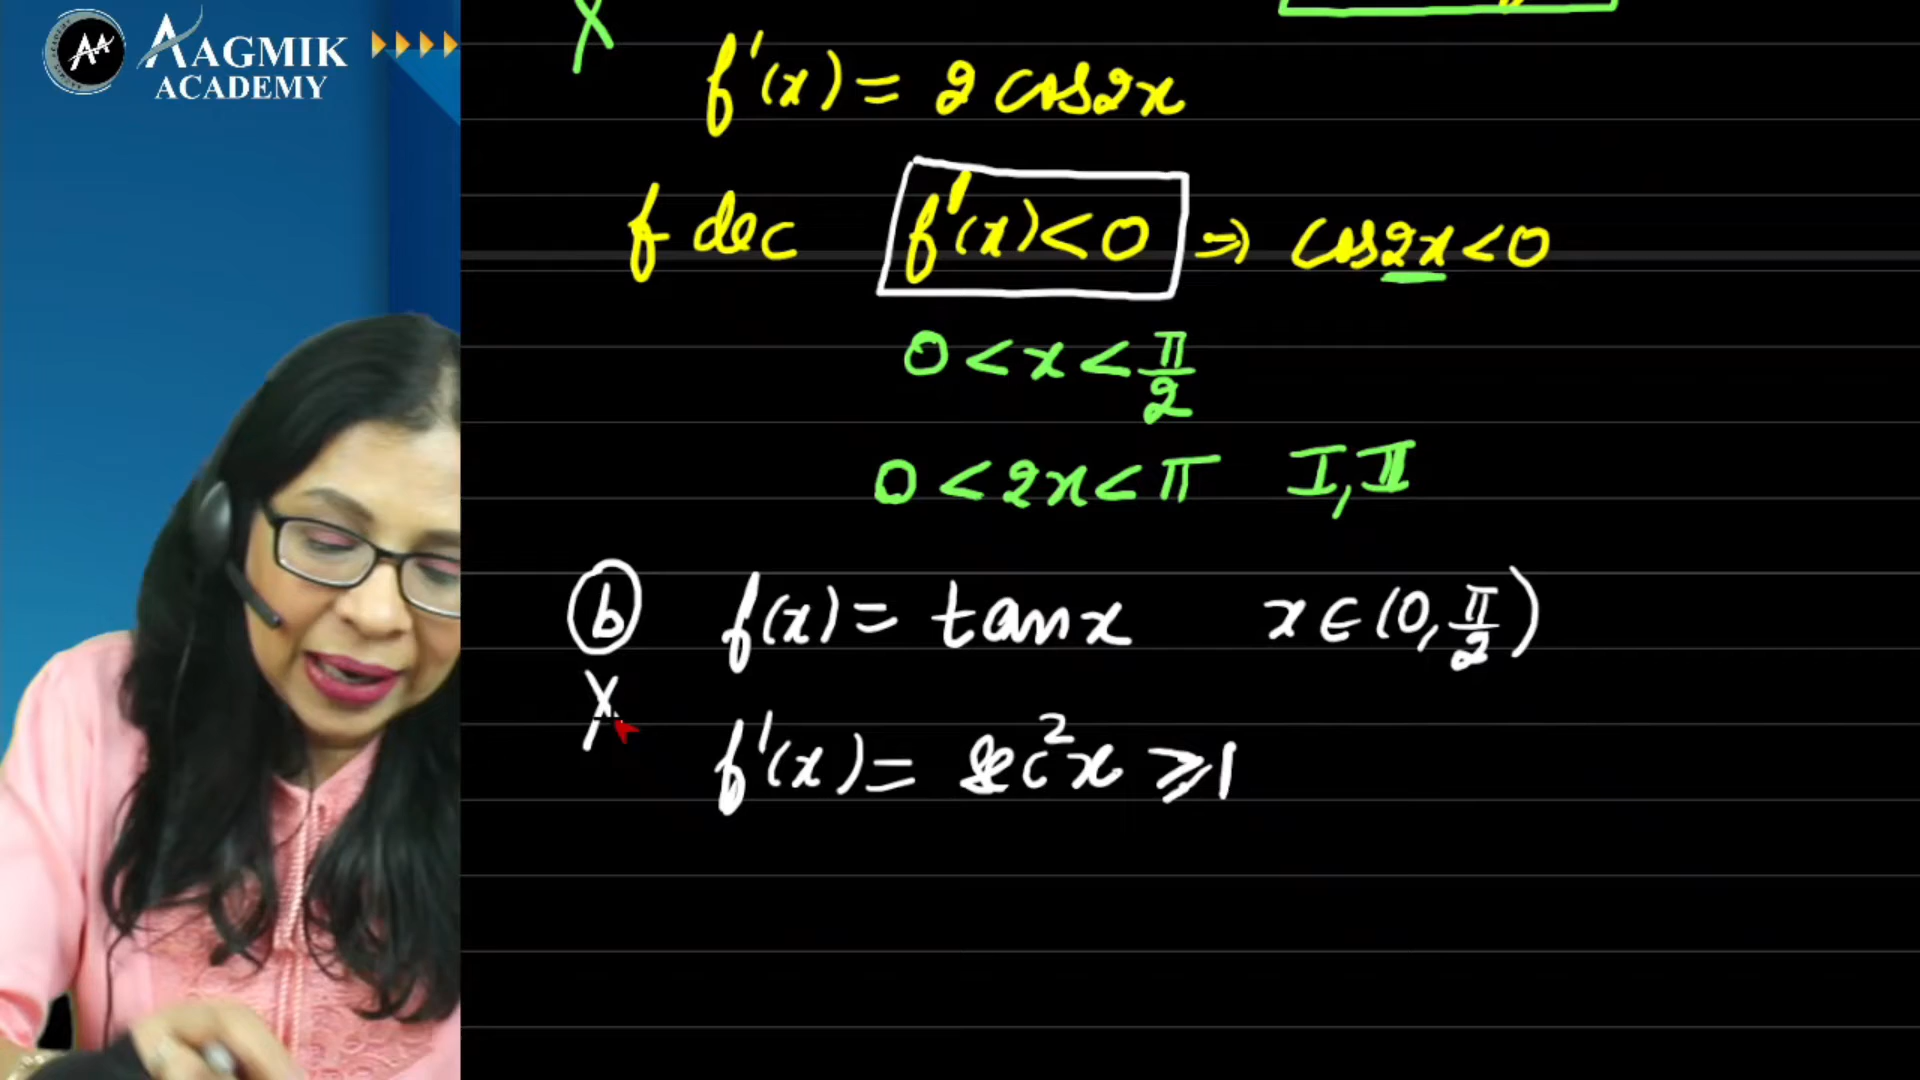 AAGMIK
ACADEMY
X
f'(x) = 2 cos2x
f dec f'(x)<0 ⇒ cos2x<0
0 < x < π/2
0 < 2x < π I, II
(b) f(x) = tanx x ∈ (0, π/2)
X
f'(x) = sec²x ⩾1